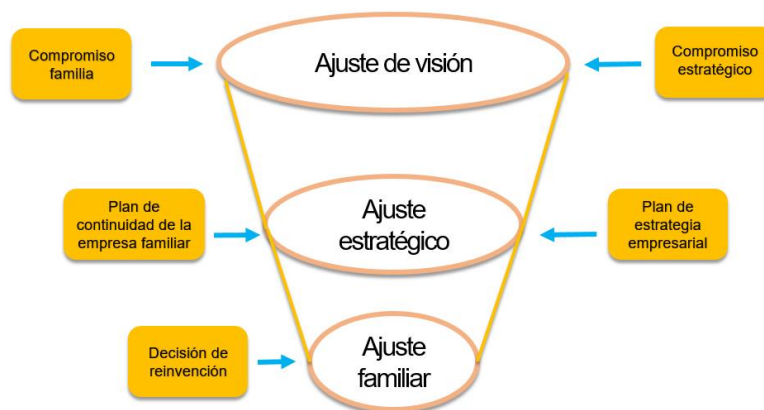 Compromiso
familia
Ajuste de visión
Compromiso
estratégico
Plan de
continuidad de la
empresa familiar
Ajuste
estratégico
Plan de
estrategia
empresarial
Decisión de
reinvención
Ajuste
familiar